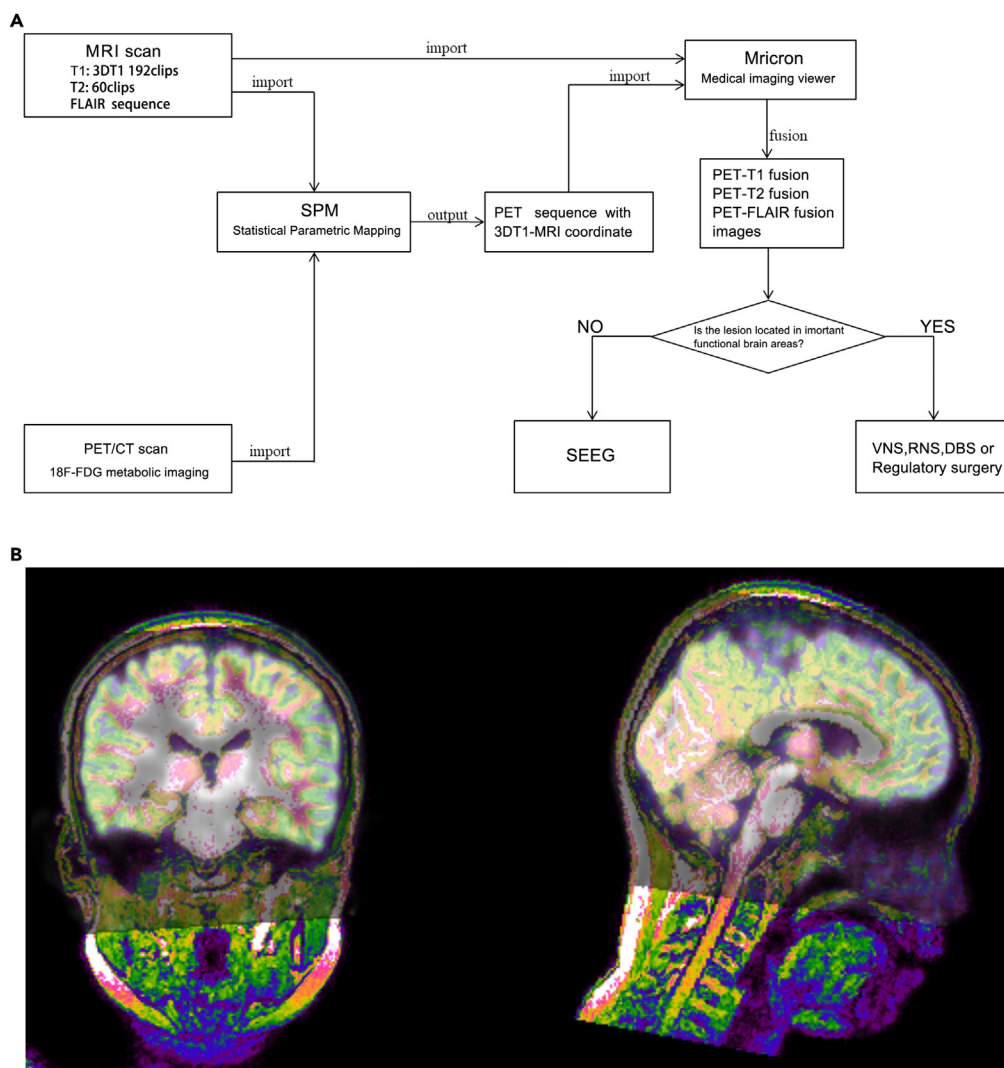 A
MRI scan
T1: 3DT1 192clips
T2: 60clips
FLAIR sequence
import
import
Mricron
Medical imaging viewer
import
fusion
SPM
Statistical Parametric Mapping
output
PET sequence with
3DT1-MRI coordinate
PET-T1 fusion
PET-T2 fusion
PET-FLAIR fusion
images
NO
Is the lesion located in imortant
functional brain areas?
YES
PET/CT scan
18F-FDG metabolic imaging
import
SEEG
VNS,RNS,DBS or
Regulatory surgery
B